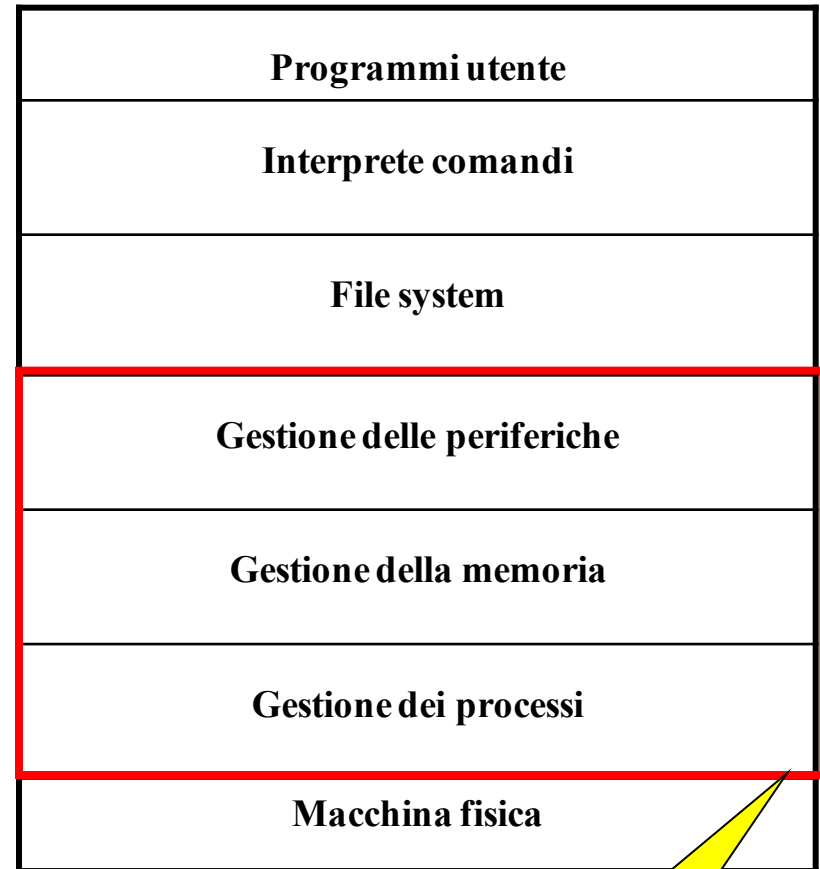 Programmi utente
Interprete comandi
File system
Gestione delle periferiche
Gestione della memoria
Gestione dei processi
Macchina fisica